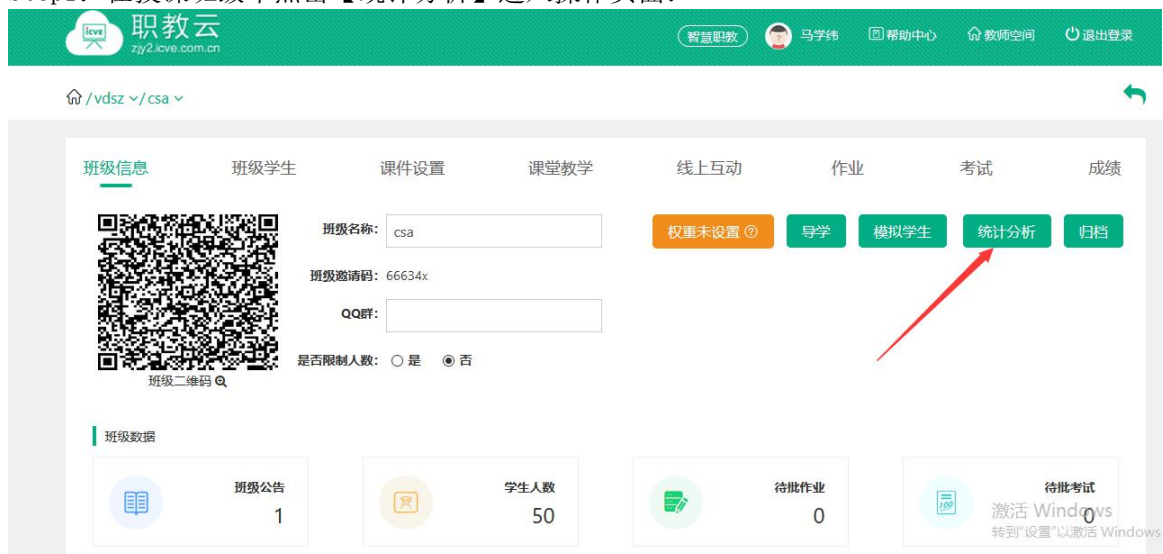 职教云
zjy2.icve.com.cn
icve
智慧职教 马学纬 帮助中心 教师空间 退出登录
/vdsz /csa
班级信息 班级学生 课件设置 课堂教学 线上互动 作业 考试 成绩
班级名称: csa
权重未设置 导学 模拟学生 统计分析 归档
班级邀请码: 66634x
QQ群:
是否限制人数: 是 否
班级二维码
班级数据
班级公告 学生人数 待批作业 待批考试
1 50 0 0
激活 Windows
转到"设置"以激活 Windows